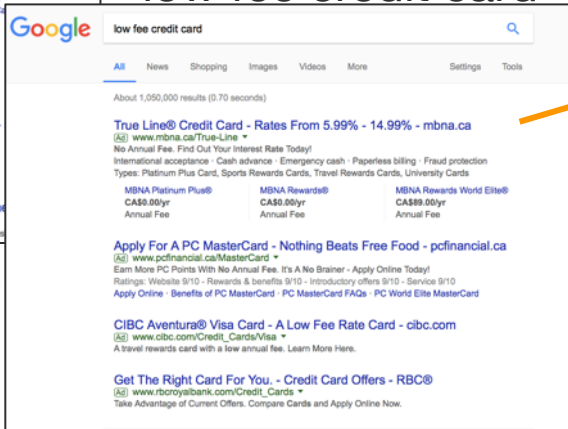 low fee credit card
Google
low fee credit card
All News Shopping Images Videos More Settings Tools
About 1,050,000 results (0.70 seconds)
True Line® Credit Card - Rates From 5.99% - 14.99% - mbna.ca
Ad www.mbna.ca/True-Line
No Annual Fee. Find Out Your Interest Rate Today!
International acceptance · Cash advance · Emergency cash · Paperless billing · Fraud protection
Types: Platinum Plus Card, Sports Rewards Cards, Travel Rewards Cards, University Cards
MBNA Platinum Plus® MBNA Rewards® MBNA Rewards World Elite®
CA$0.00/yr CA$0.00/yr CA$89.00/yr
Annual Fee Annual Fee Annual Fee
Apply For A PC MasterCard - Nothing Beats Free Food - pcfinancial.ca
Ad www.pcfinancial.ca/MasterCard
Earn More PC Points With No Annual Fee. It's A No Brainer - Apply Online Today!
Ratings: Website 9/10 - Rewards & benefits 9/10 - Introductory offers 9/10 - Service 9/10
Apply Online · Benefits of PC MasterCard · PC MasterCard FAQs · PC World Elite MasterCard
CIBC Aventura® Visa Card - A Low Fee Rate Card - cibc.com
Ad www.cibc.com/Credit_Cards/Visa
A travel rewards card with a low annual fee. Learn More Here.
Get The Right Card For You. - Credit Card Offers - RBC®
Ad www.rbcroyalbank.com/Credit_Cards
Take Advantage of Current Offers. Compare Cards and Apply Online Now.